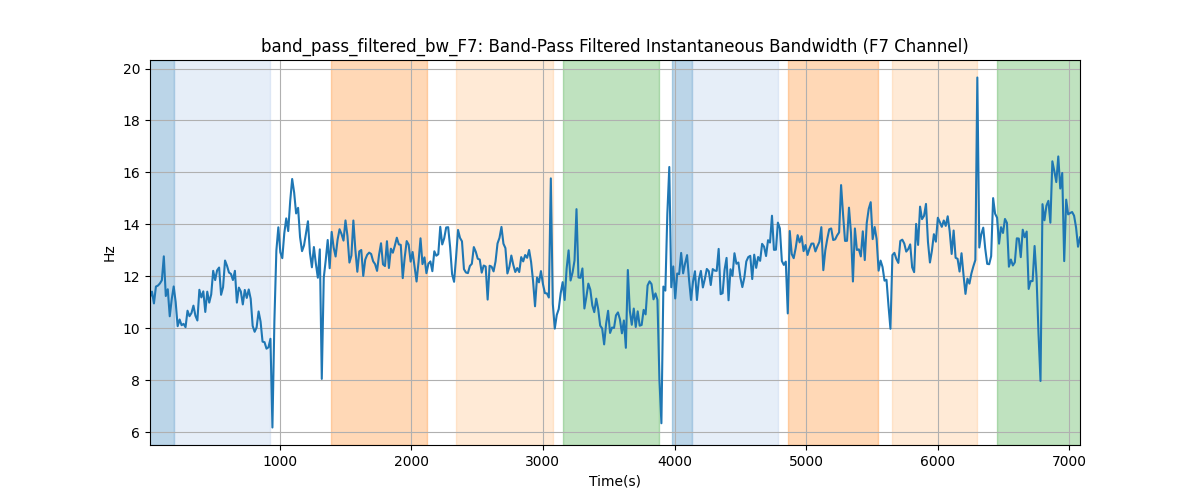 band_pass_filtered_bw_F7: Band-Pass Filtered Instantaneous Bandwidth (F7 Channel)
20
18
16
14
12
10
8
6
Hz
1000 2000 3000 4000 5000 6000 7000
Time(s)